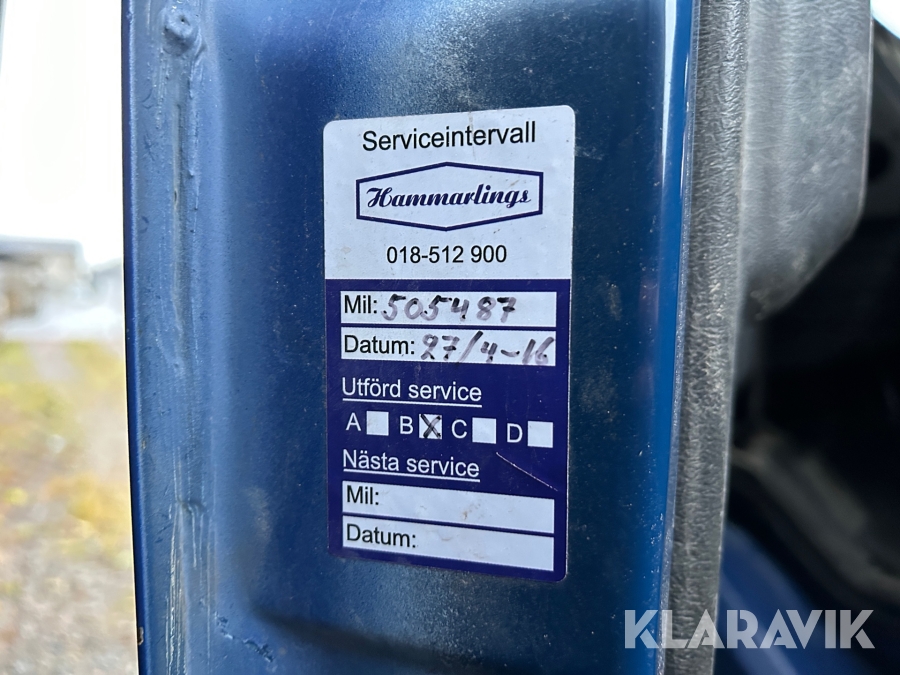 Serviceintervall
Hammarlings
018-512 900
Mil: 505487
Datum: 27/4-16
Utförd service
A B X C D
Nästa service
Mil:
Datum:
KLARAVIK